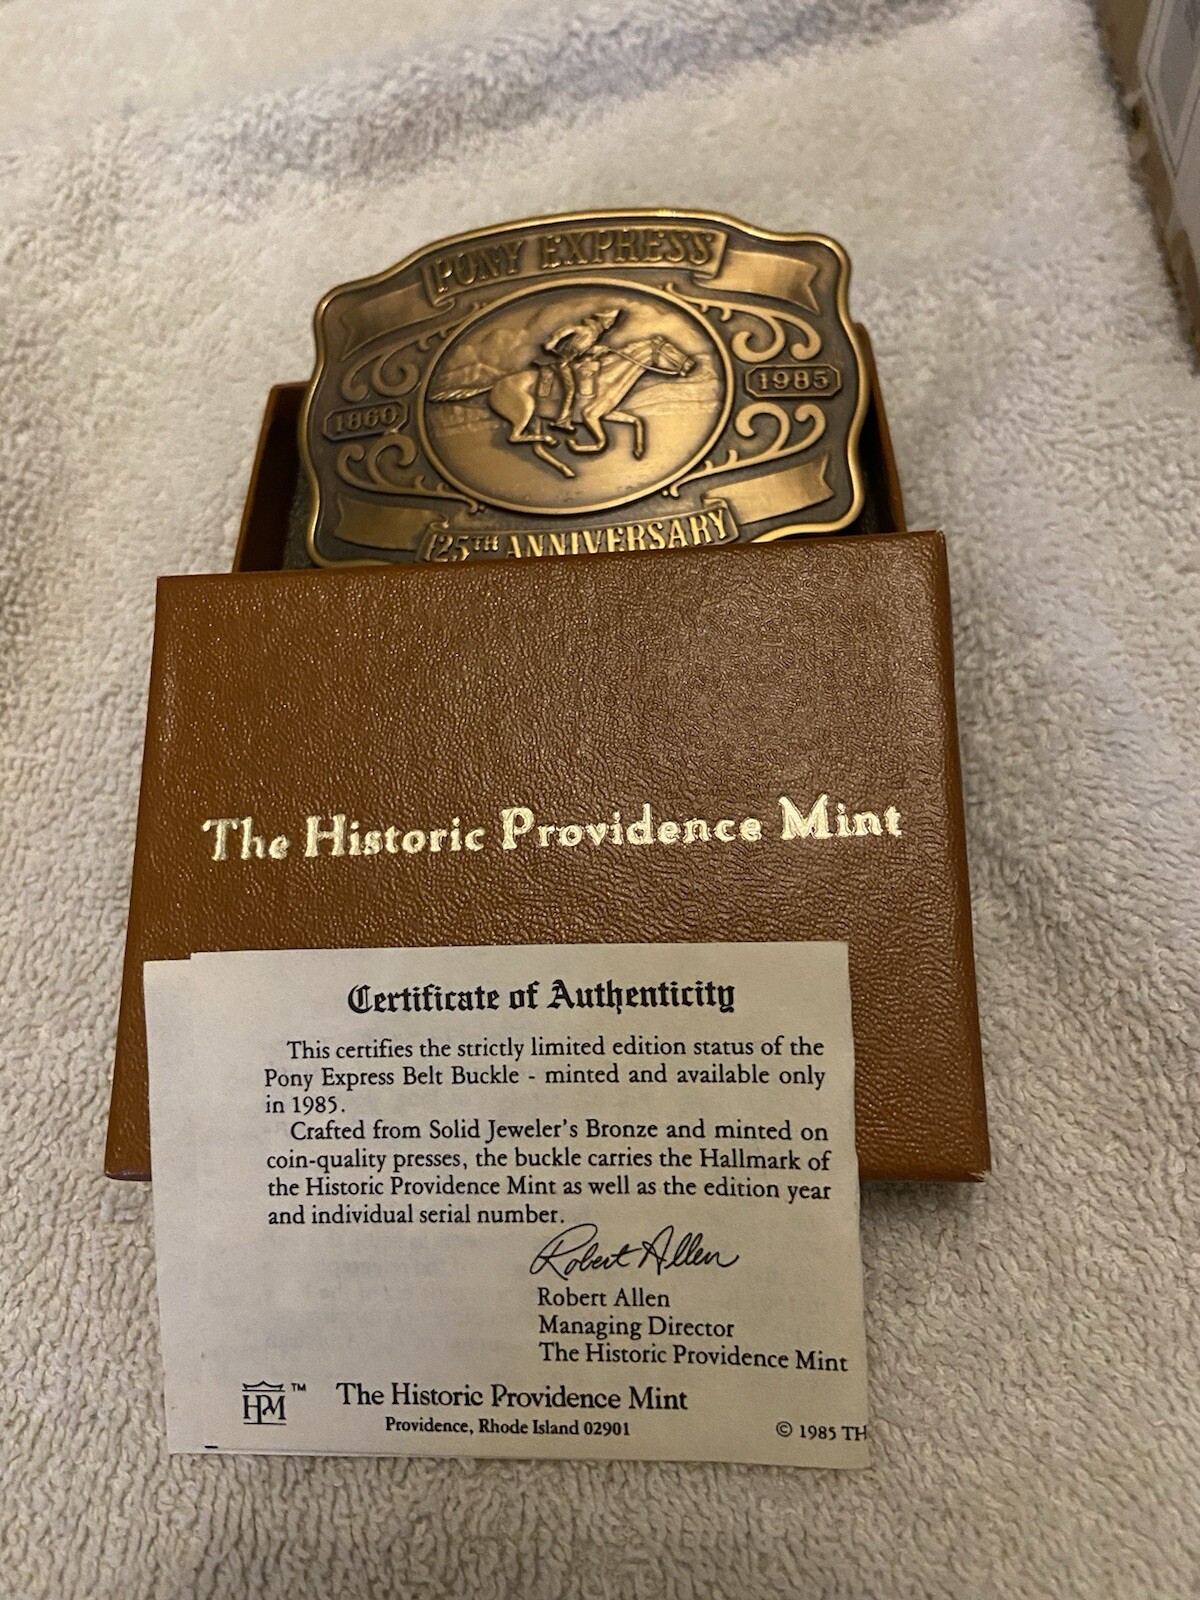 PONY EXPRESS
1860
1985
125TH ANNIVERSARY
The Historic Providence Mint
Certificate of Authenticity
This certifies the strictly limited edition status of the
Pony Express Belt Buckle - minted and available only
in 1985.
Crafted from Solid Jeweler's Bronze and minted on
coin-quality presses, the buckle carries the Hallmark of
the Historic Providence Mint as well as the edition year
and individual serial number.
Robert Allen
Robert Allen
Managing Director
The Historic Providence Mint
HPM ™ The Historic Providence Mint
Providence, Rhode Island 02901
© 1985 TH